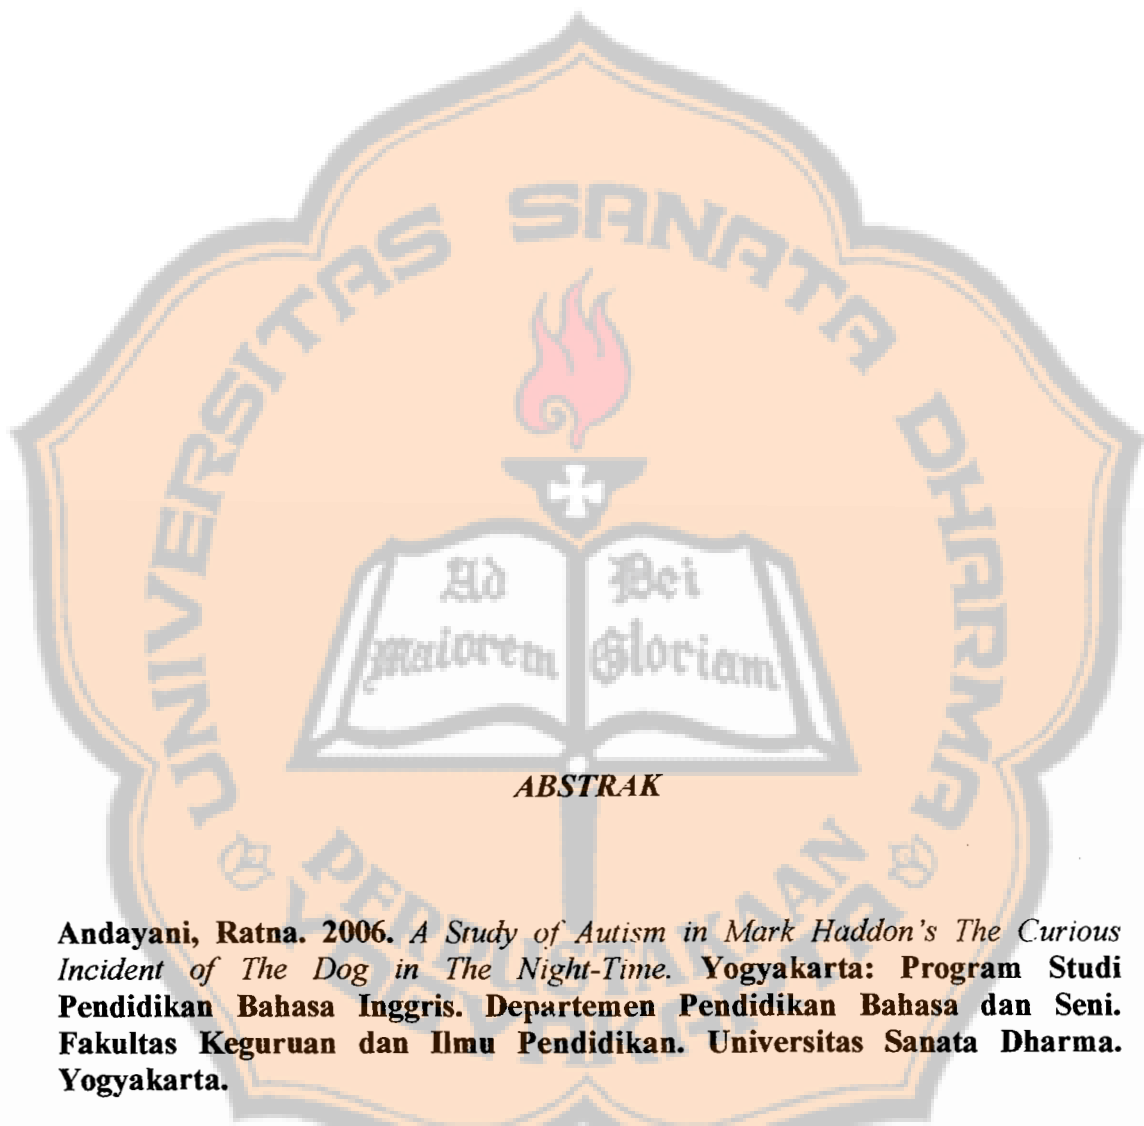 UNIVERSITAS SANATA DHARMA
Ad Dei
Maiorem Gloriam
ABSTRAK
PERPUSTAKAAN
YOGYAKARTA
Andayani, Ratna. 2006. A Study of Autism in Mark Haddon's The Curious
Incident of The Dog in The Night-Time. Yogyakarta: Program Studi
Pendidikan Bahasa Inggris. Departemen Pendidikan Bahasa dan Seni.
Fakultas Keguruan dan Ilmu Pendidikan. Universitas Sanata Dharma.
Yogyakarta.